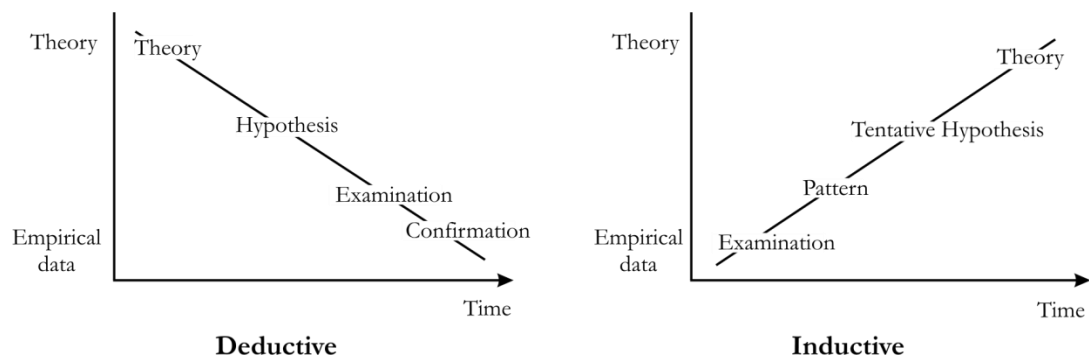 Theory
Theory
Hypothesis
Examination
Confirmation
Empirical
data
Time
Deductive
Theory
Theory
Tentative Hypothesis
Pattern
Examination
Empirical
data
Time
Inductive